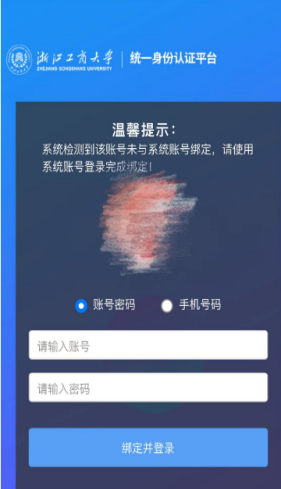 浙江工商大学 | 统一身份认证平台
ZHEJIANG GONGSHANG UNIVERSITY
温馨提示：
系统检测到该账号未与系统账号绑定，请使用
系统账号登录完成绑定！
账号密码 手机号码
请输入账号
请输入密码
绑定并登录